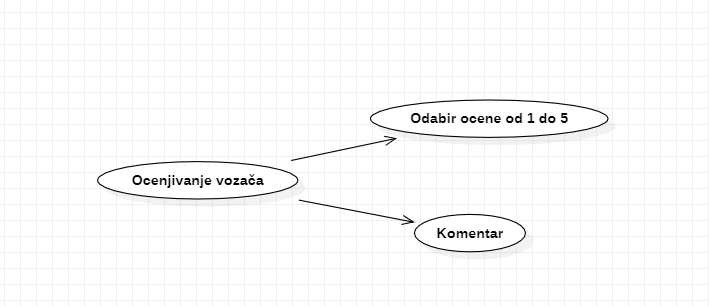 Odabir ocene od 1 do 5
Ocenjivanje vozača
Komentar